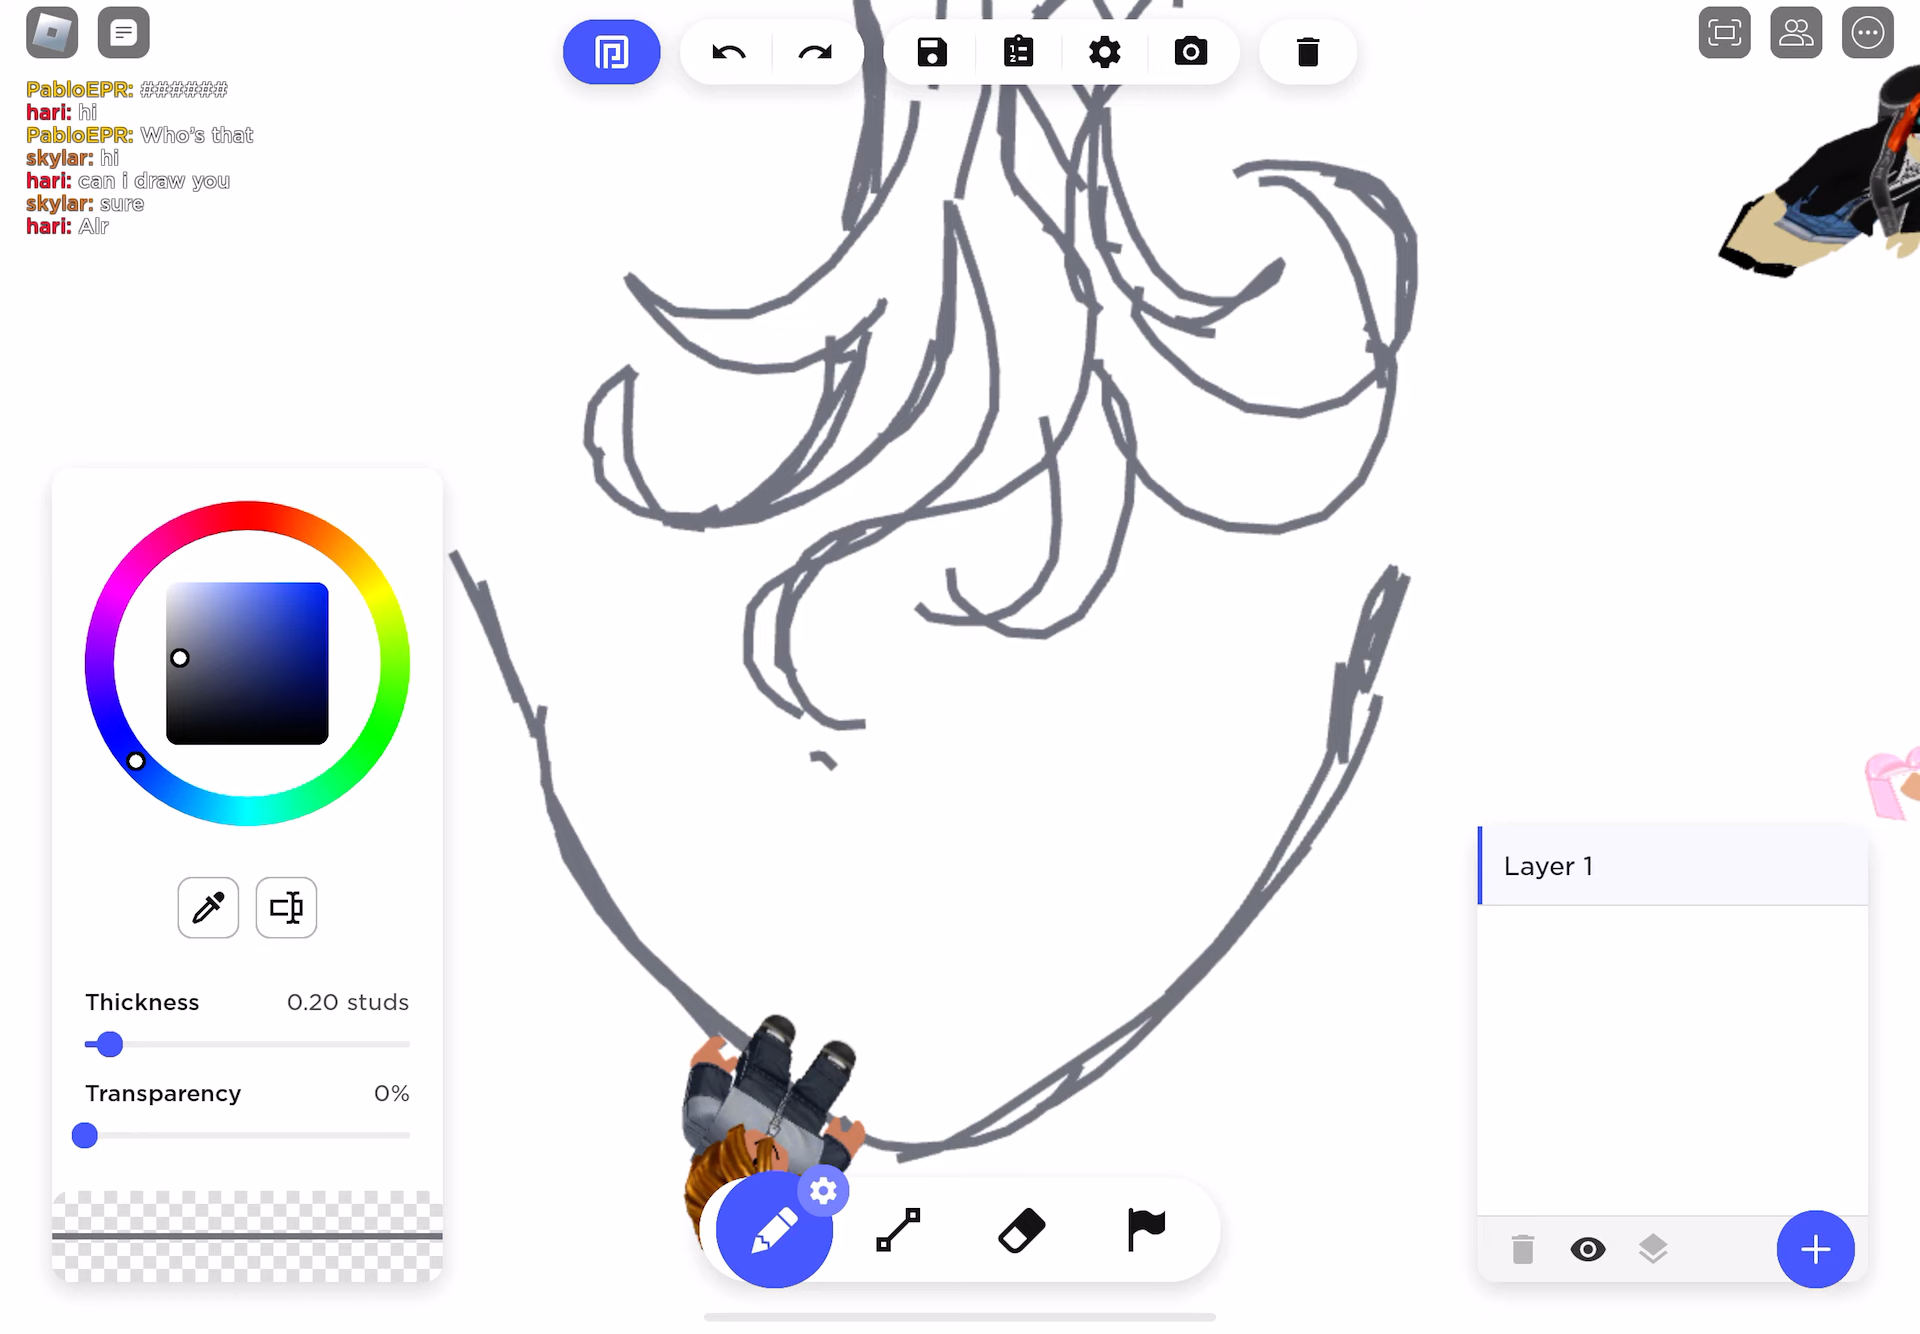 PabloEPR: ######
hari: hi
PabloEPR: Who's that
skylar: hi
hari: can i draw you
skylar: sure
hari: Alr
Thickness 0.20 studs
Transparency 0%
Layer 1